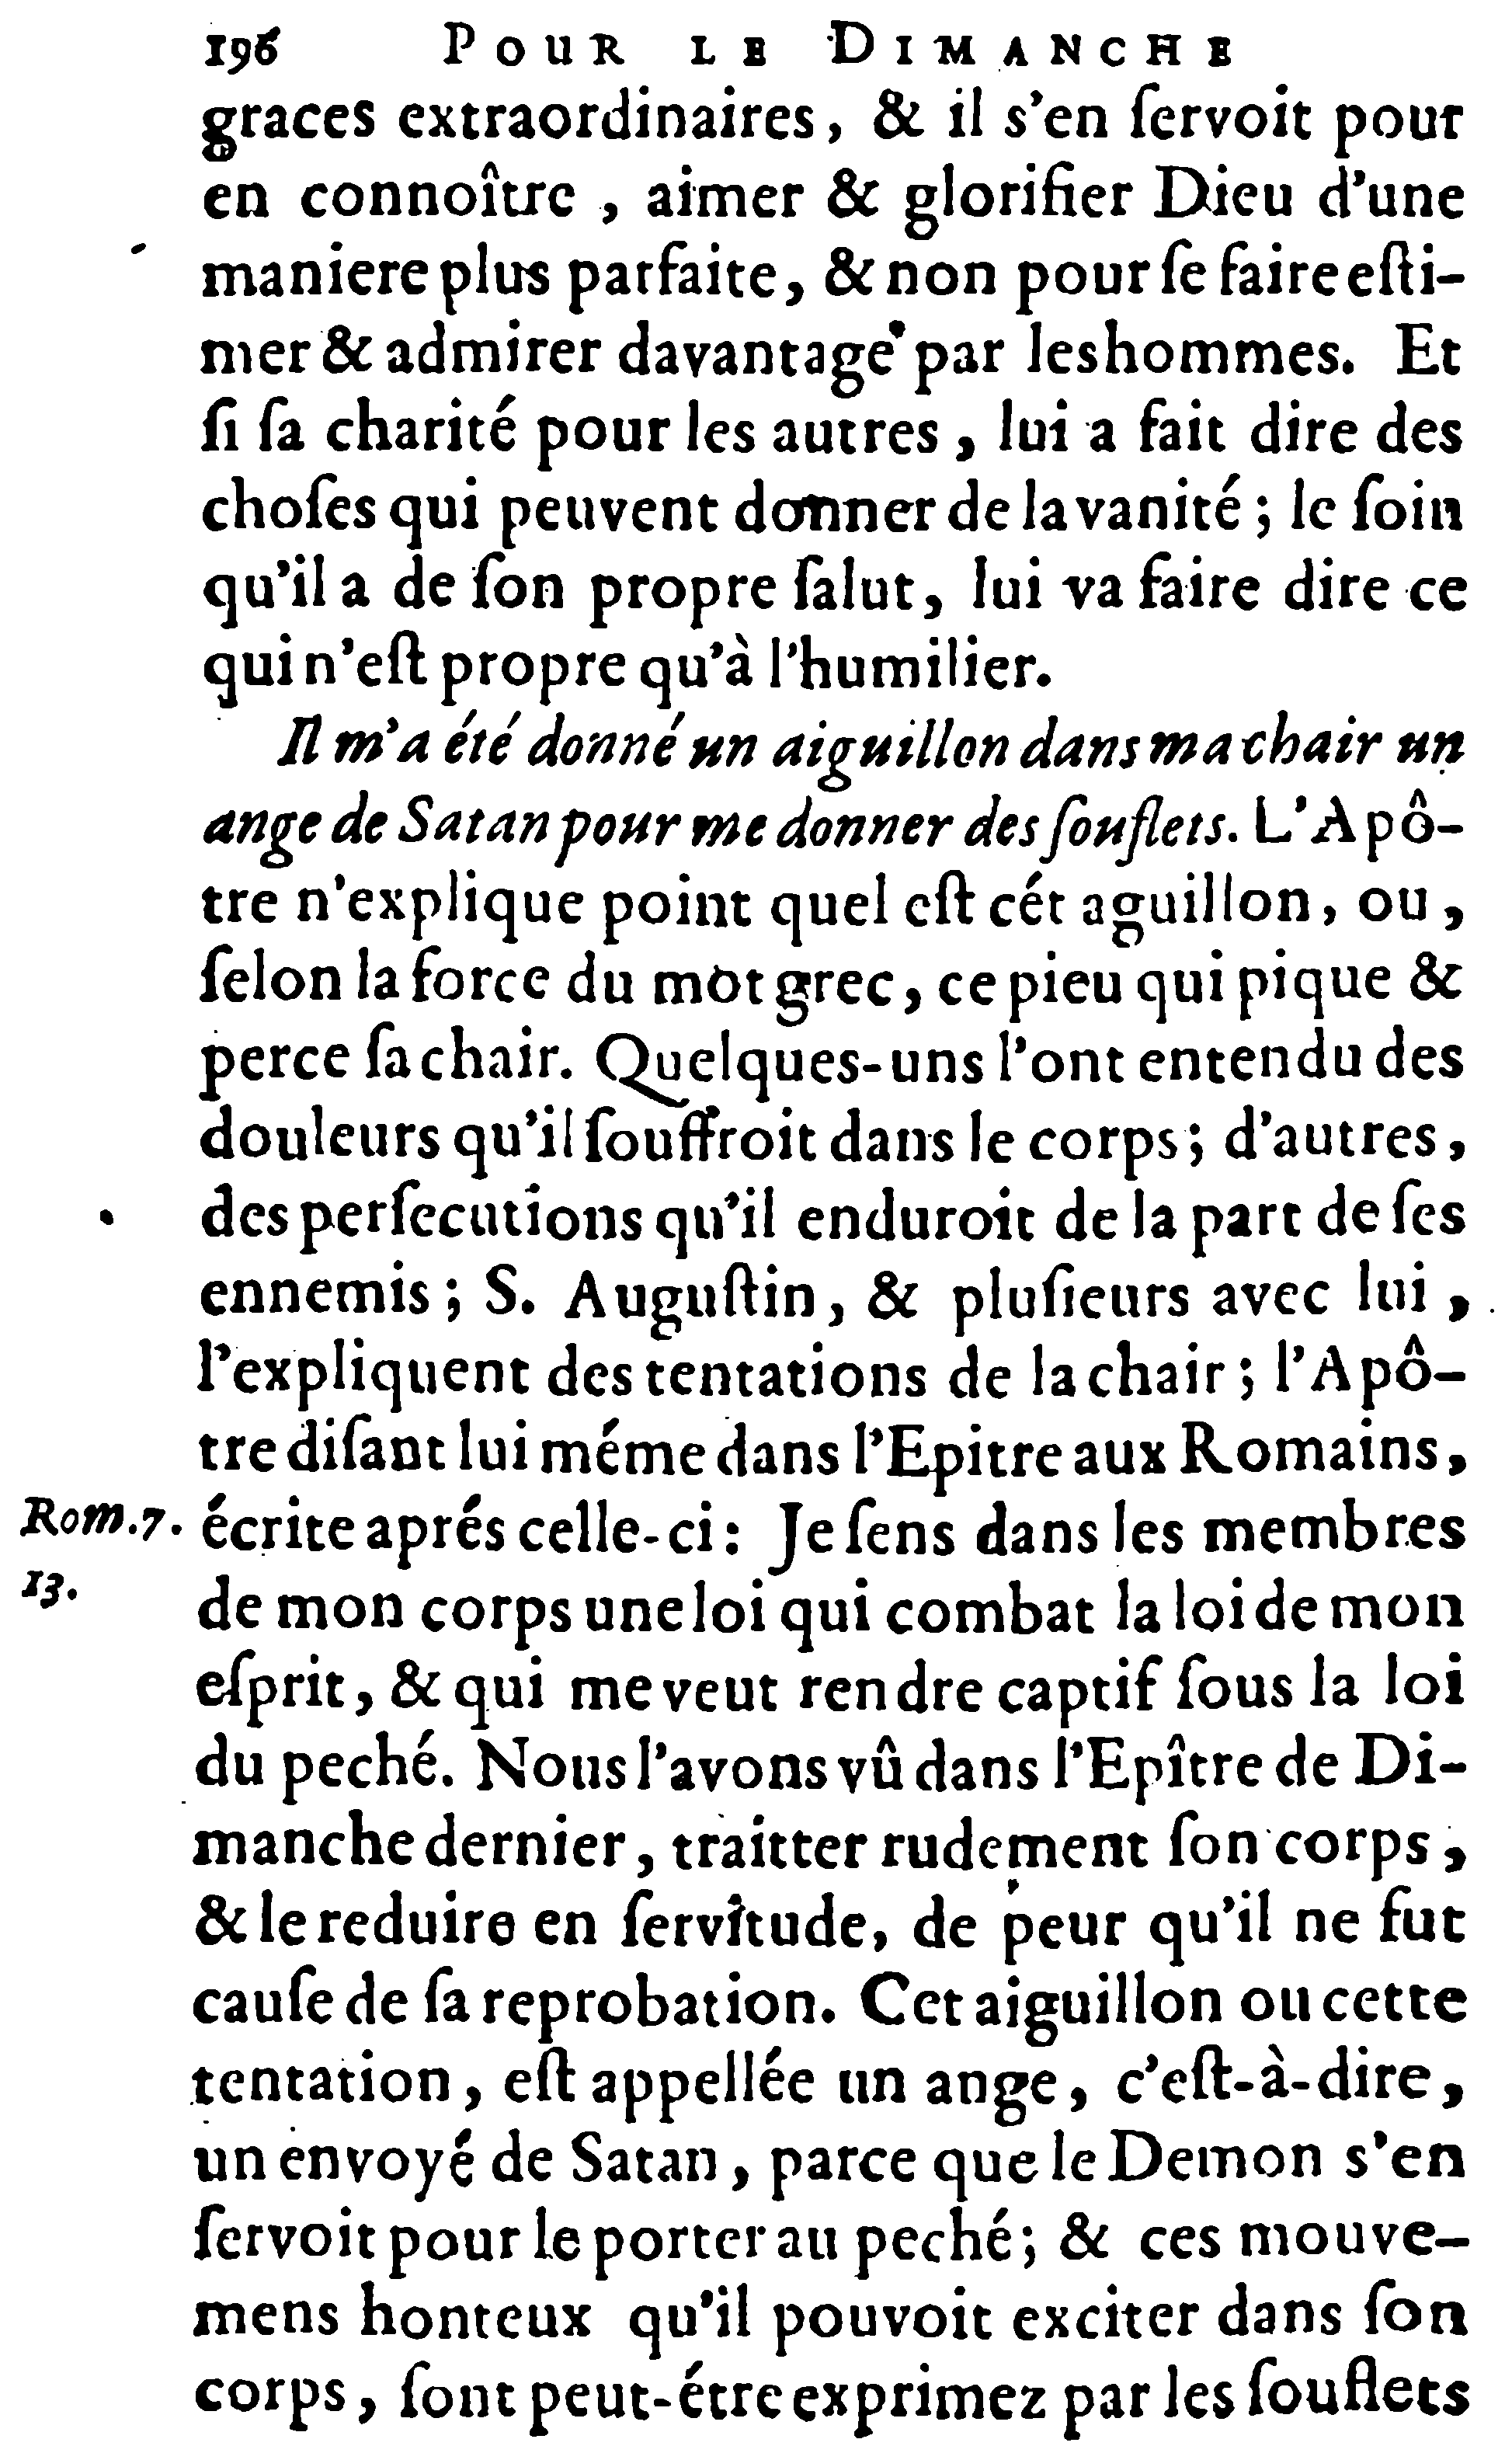 196 POUR LE DIMANCHE
graces extraordinaires, & il s'en ſervoit pour
en connoître, aimer & glorifier Dieu d'une
maniere plus parfaite, & non pour ſe faire eſti-
mer & admirer davantage par les hommes. Et
ſi ſa charité pour les autres, lui a fait dire des
choſes qui peuvent donner de la vanité; le ſoin
qu'il a de ſon propre ſalut, lui va faire dire ce
qui n'eſt propre qu'à l'humilier.
Il m'a été donné un aiguillon dans ma chair un
ange de Satan pour me donner des ſouflets. L'Apô-
tre n'explique point quel eſt cét aguillon, ou,
ſelon la force du mot grec, ce pieu qui pique &
perce ſa chair. Quelques-uns l'ont entendu des
douleurs qu'il ſouffroit dans le corps; d'autres,
des perſecutions qu'il enduroit de la part de ſes
ennemis; S. Auguſtin, & pluſieurs avec lui,
l'expliquent des tentations de la chair; l'Apô-
tre diſant lui méme dans l'Epitre aux Romains,
Rom. 7. écrite aprés celle-ci: Je ſens dans les membres
13. de mon corps une loi qui combat la loi de mon
eſprit, & qui me veut rendre captif ſous la loi
du peché. Nous l'avons vû dans l'Epître de Di-
manche dernier, traitter rudement ſon corps,
& le reduire en ſervitude, de peur qu'il ne fut
cauſe de ſa reprobation. Cet aiguillon ou cette
tentation, eſt appellée un ange, c'eſt-à-dire,
un envoyé de Satan, parce que le Demon s'en
ſervoit pour le porter au peché; & ces mouve-
mens honteux qu'il pouvoit exciter dans ſon
corps, ſont peut-étre exprimez par les ſouflets